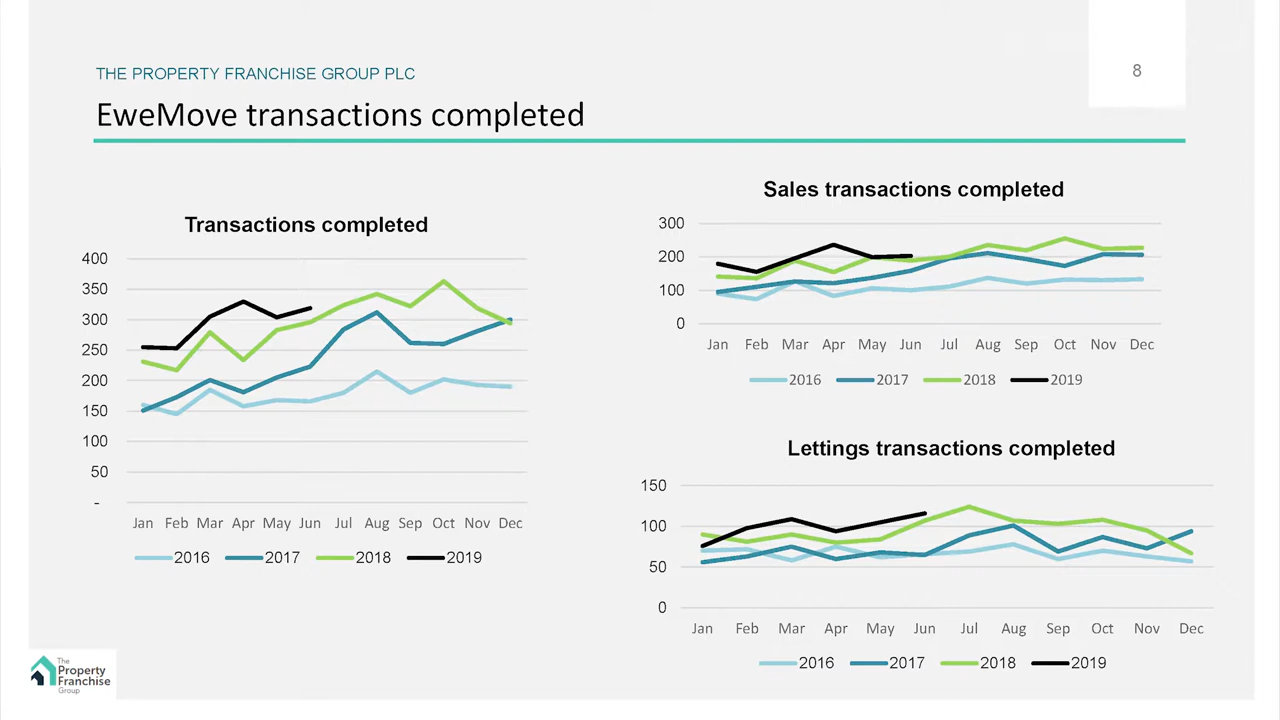 THE PROPERTY FRANCHISE GROUP PLC
8
EweMove transactions completed
Transactions completed
400
350
300
250
200
150
100
50
-
Jan Feb Mar Apr May Jun Jul Aug Sep Oct Nov Dec
2016 2017 2018 2019
Sales transactions completed
300
200
100
0
Jan Feb Mar Apr May Jun Jul Aug Sep Oct Nov Dec
2016 2017 2018 2019
Lettings transactions completed
150
100
50
0
Jan Feb Mar Apr May Jun Jul Aug Sep Oct Nov Dec
2016 2017 2018 2019
The
Property
Franchise
Group